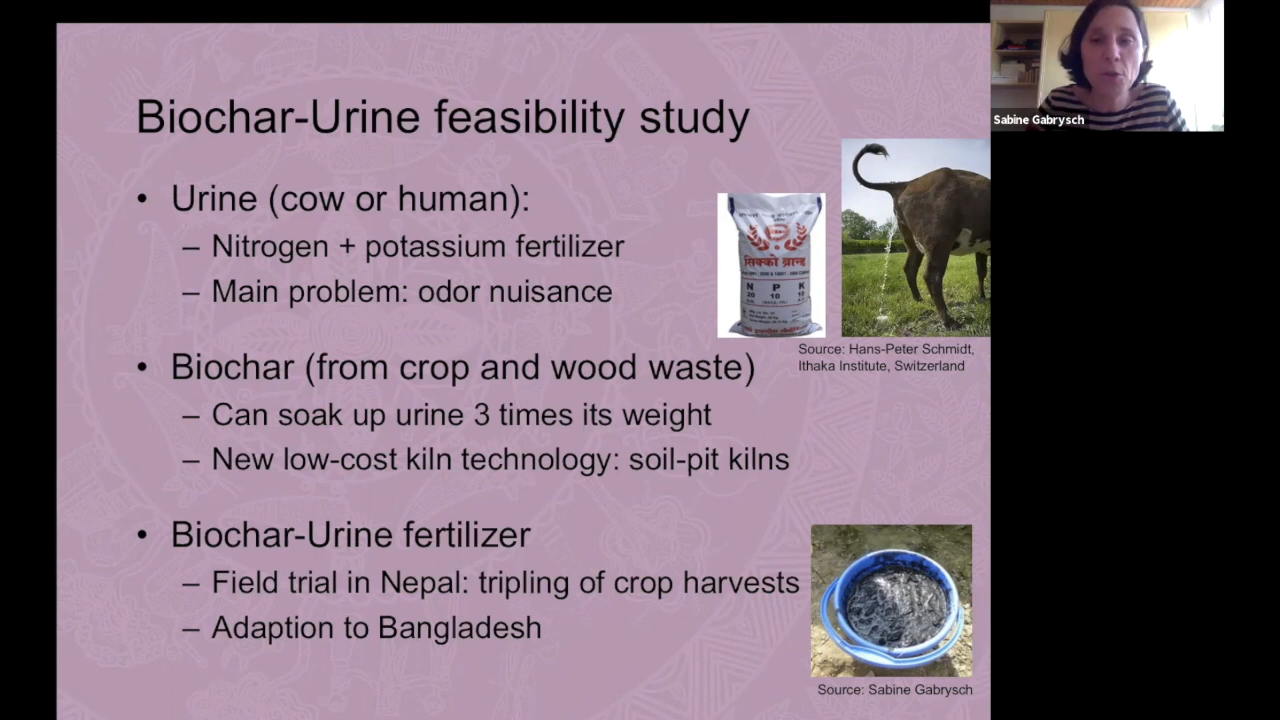 Biochar-Urine feasibility study
Sabine Gabrysch
• Urine (cow or human):
– Nitrogen + potassium fertilizer
– Main problem: odor nuisance
सिक्को ब्रान्ड
N P K
20 10 10
Source: Hans-Peter Schmidt,
Ithaka Institute, Switzerland
• Biochar (from crop and wood waste)
– Can soak up urine 3 times its weight
– New low-cost kiln technology: soil-pit kilns
• Biochar-Urine fertilizer
– Field trial in Nepal: tripling of crop harvests
– Adaption to Bangladesh
Source: Sabine Gabrysch